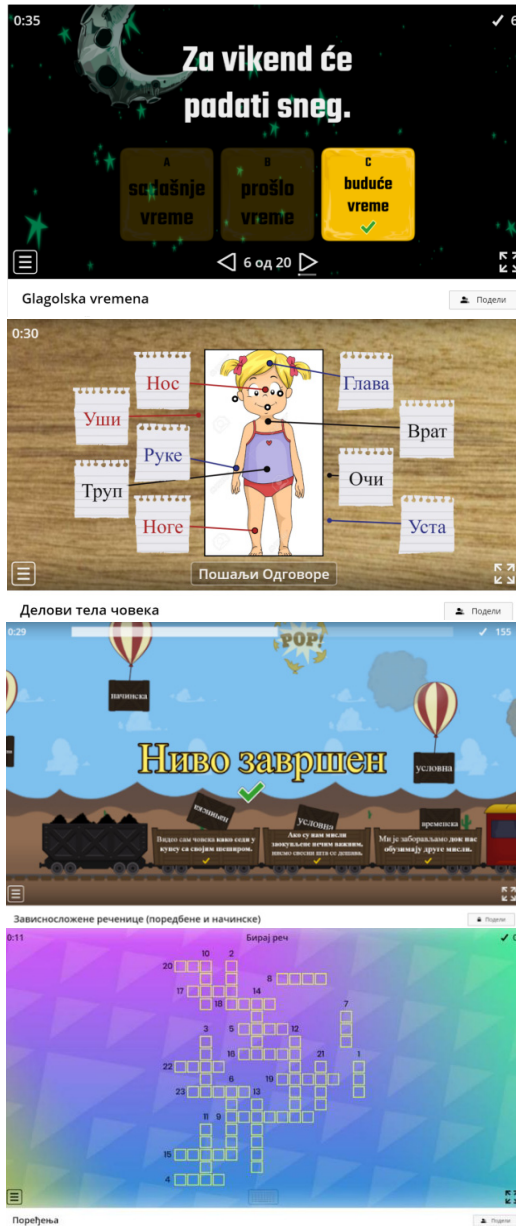 0:35
✓ 6
Za vikend će
padati sneg.
A
sadašnje
vreme
B
prošlo
vreme
C
buduće
vreme
6 од 20
Glagolska vremena
Подели
0:30
Нос
Глава
Уши
Врат
Руке
Труп
Очи
Ноге
Уста
Пошаљи Одговоре
Делови тела човека
Подели
0:29
POP!
✓ 155
начинска
Ниво завршен
условна
условна
временска
Видео сам човека како седи у
купеу са својим шеширом.
Ако су нам мисли
заокупљене нечим важним,
нисмо свесни шта се дешава.
Ми је заборављамо док нас
обузимају друге мисли.
Зависносложене реченице (поредбене и начинске)
Подели
0:11
Бирај реч
✓ 0
10 2
20
8
17
14
18
7
3
5
12
16
21
1
22
6
19
23
13
11
9
15
4
Поређења
Подели